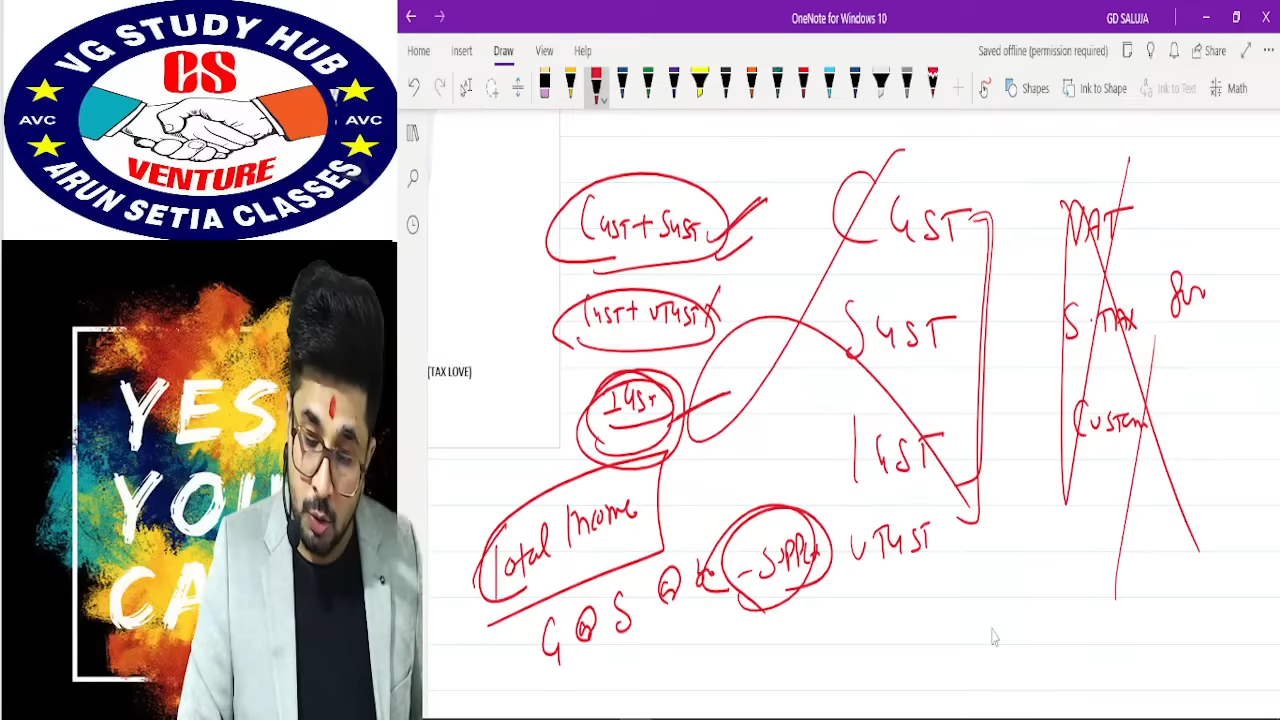 VG STUDY HUB
CS
AVC
AVC
VENTURE
ARUN SETIA CLASSES
YES
YOU
CA
OneNote for Windows 10
GD SALUJA
Home
Insert
Draw
View
Help
Saved offline (permission required)
Share
Shapes
Ink to Shape
Ink to Text
Math
(TAX LOVE)
CGST + SGST
CGST + UTGST
IGST
Total Income
G or S or
Supply
CGST
SGST
IGST
UTGST
VAT
S. TAX
Custom